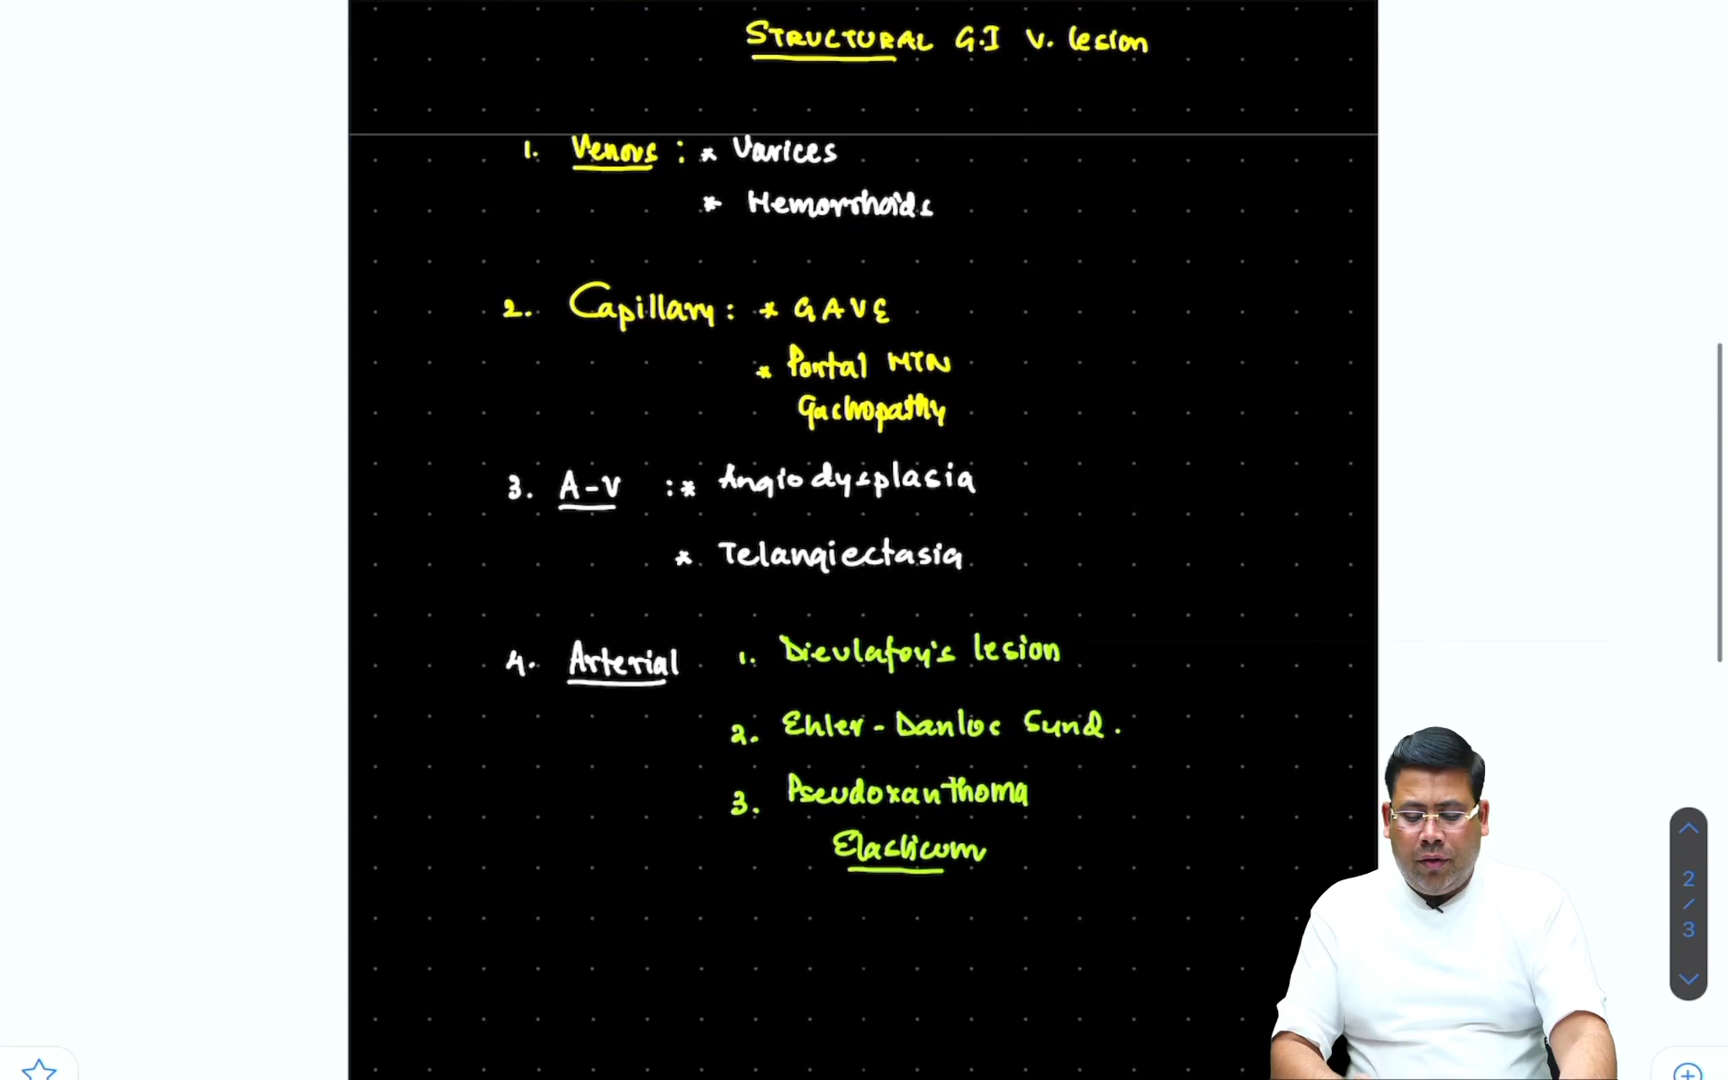 STRUCTURAL G.I V. lesion
1. Venous : * Varices
* Hemorrhoids
2. Capillary : * GAVE
* Portal HTN
Gastropathy
3. A-V : * Angiodysplasia
* Telangiectasia
4. Arterial 1. Dieulafoy's lesion
2. Ehler-Danlos Synd.
3. Pseudoxanthoma
Elasticum
2
/
3